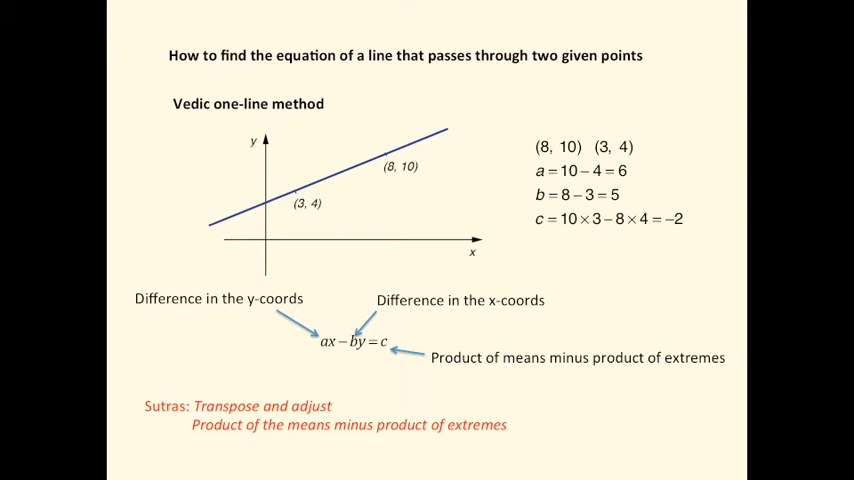 How to find the equation of a line that passes through two given points
Vedic one-line method
y
(8, 10)
(3, 4)
x
(8, 10) (3, 4)
a = 10 − 4 = 6
b = 8 − 3 = 5
c = 10 × 3 − 8 × 4 = −2
Difference in the y-coords
Difference in the x-coords
ax − by = c
Product of means minus product of extremes
Sutras: Transpose and adjust
Product of the means minus product of extremes